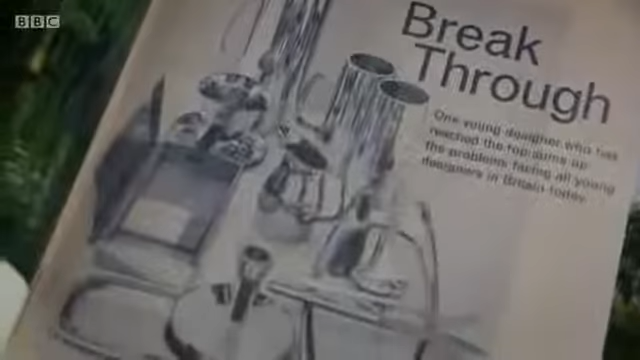 BBC
Break
Through
One young designer who has
reached the top sums up
the problems facing all young
designers in Britain today